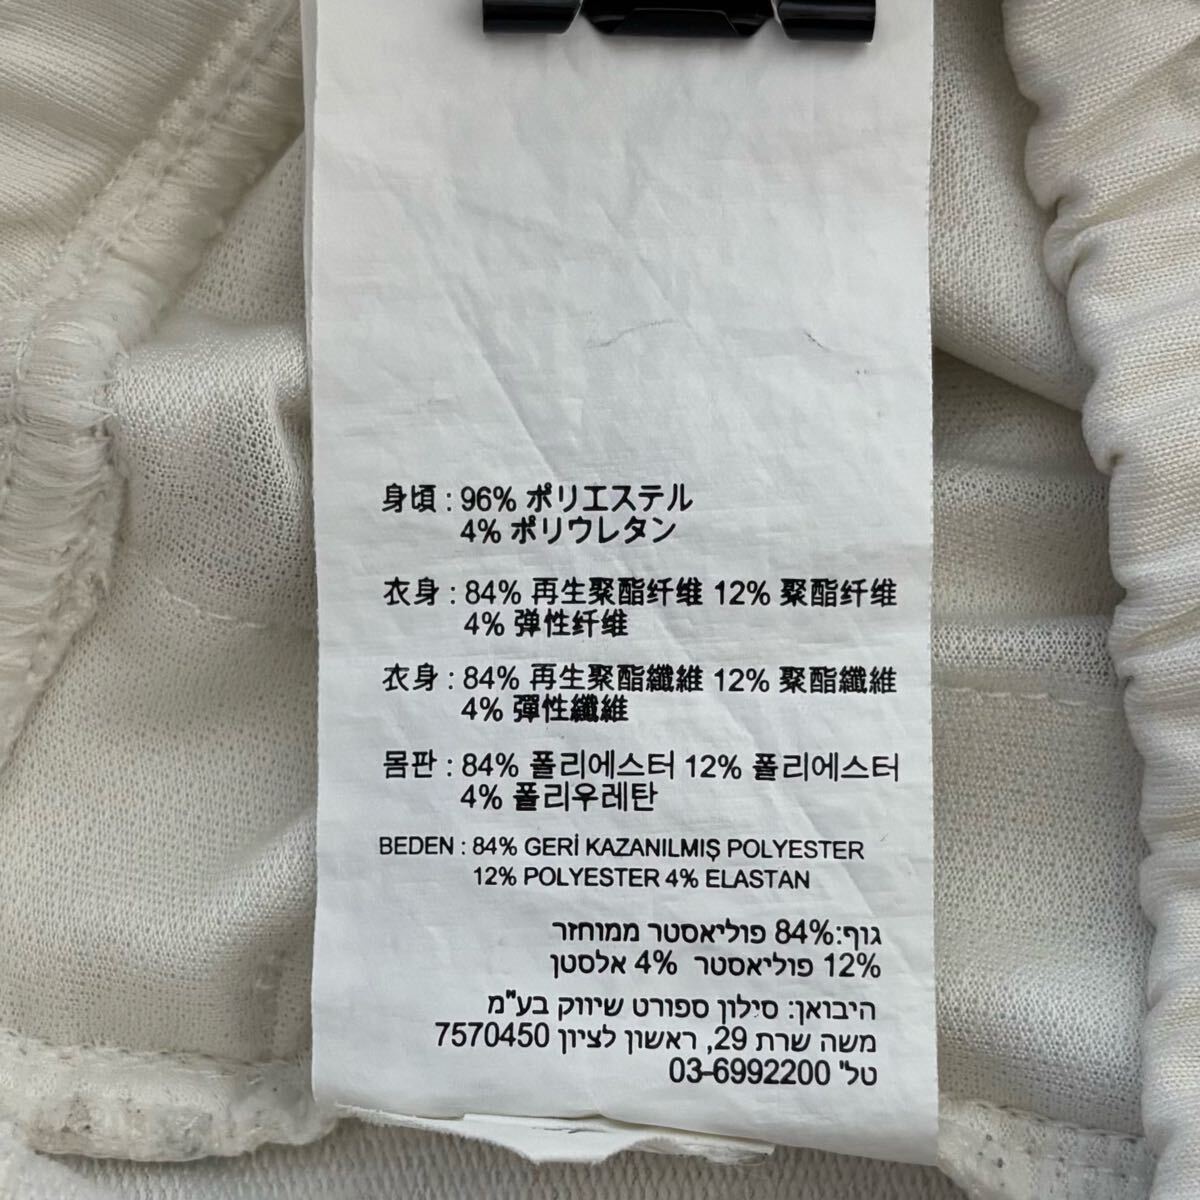 身頃 : 96% ポリエステル
4% ポリウレタン
衣身 : 84% 再生聚酯纤维 12% 聚酯纤维
4% 弹性纤维
衣身 : 84% 再生聚酯纖維 12% 聚酯纖維
4% 彈性纖維
몸판 : 84% 폴리에스터 12% 폴리에스터
4% 폴리우레탄
BEDEN : 84% GERİ KAZANILMIŞ POLYESTER
12% POLYESTER 4% ELASTAN
גוף:84% פוליאסטר ממוחזר
12% פוליאסטר 4% אלסטן
היבואן: סילון ספורט שיווק בע"מ
משה שרת 29, ראשון לציון 7570450
טל' 03-6992200